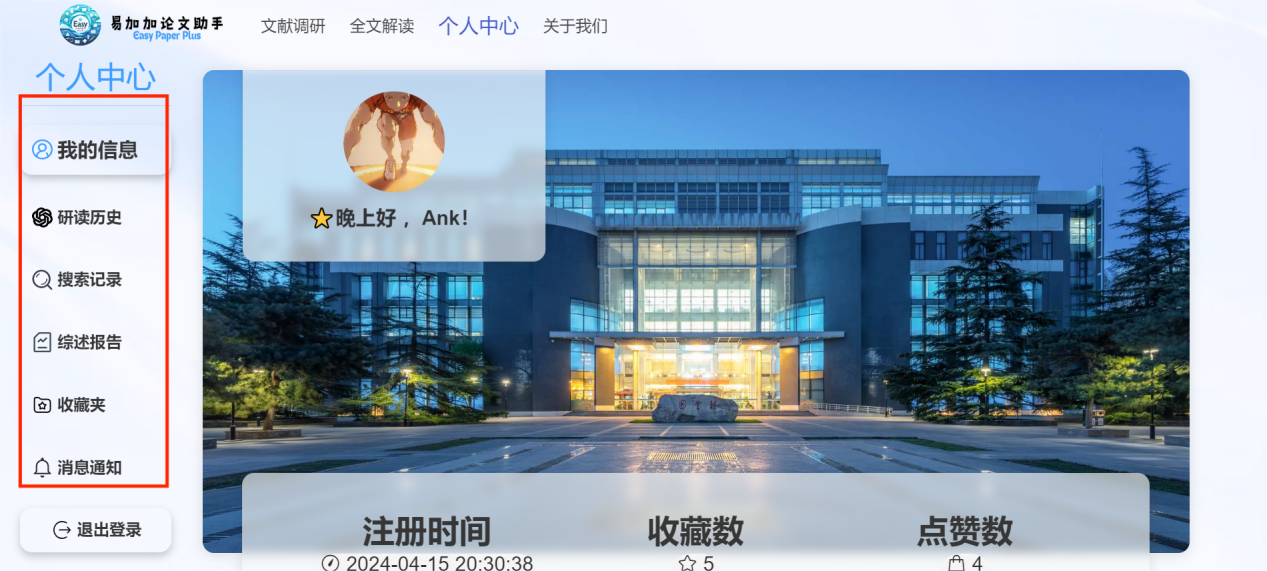 易加加论文助手
Easy Paper Plus
文献调研 全文解读 个人中心 关于我们
个人中心
我的信息
研读历史
搜索记录
综述报告
收藏夹
消息通知
退出登录
晚上好，Ank！
注册时间 收藏数 点赞数
2024-04-15 20:30:38 5 4